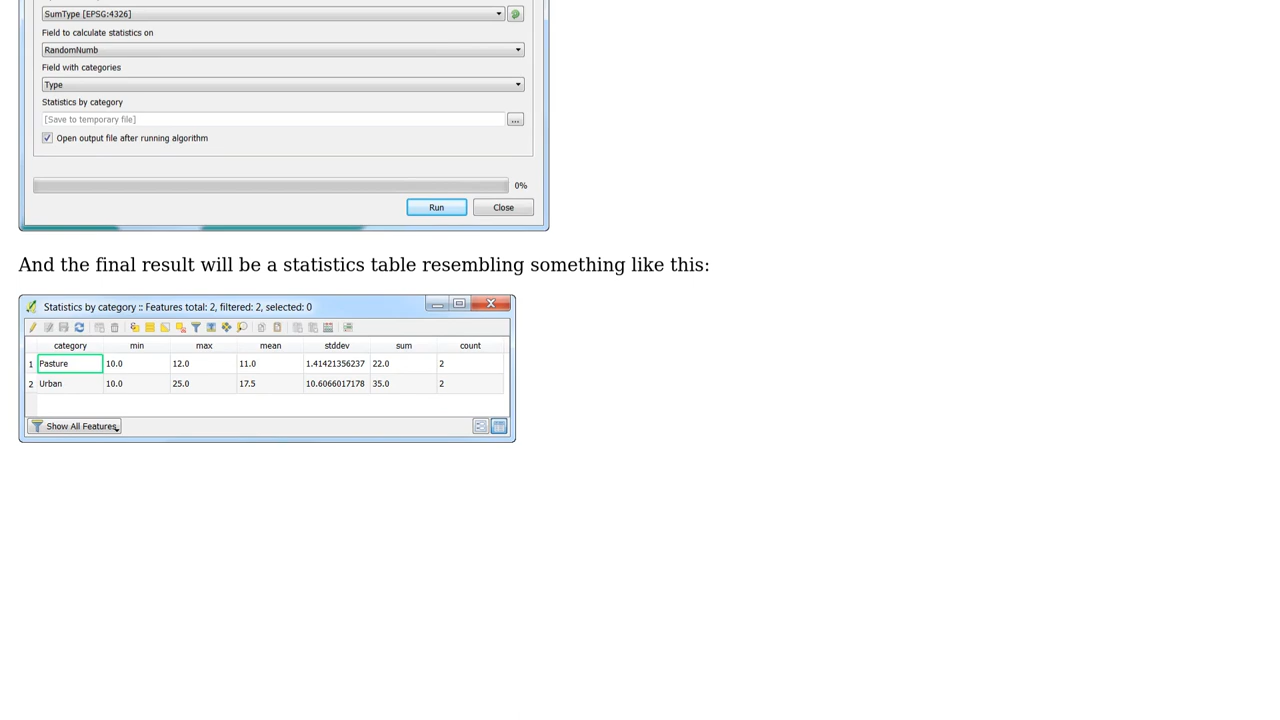 SumType [EPSG:4326]
Field to calculate statistics on
RandomNumb
Field with categories
Type
Statistics by category
[Save to temporary file]
...
Open output file after running algorithm
0%
Run Close
And the final result will be a statistics table resembling something like this:
Statistics by category :: Features total: 2, filtered: 2, selected: 0
category min max mean stddev sum count
1 Pasture 10.0 12.0 11.0 1.41421356237 22.0 2
2 Urban 10.0 25.0 17.5 10.6066017178 35.0 2
Show All Features